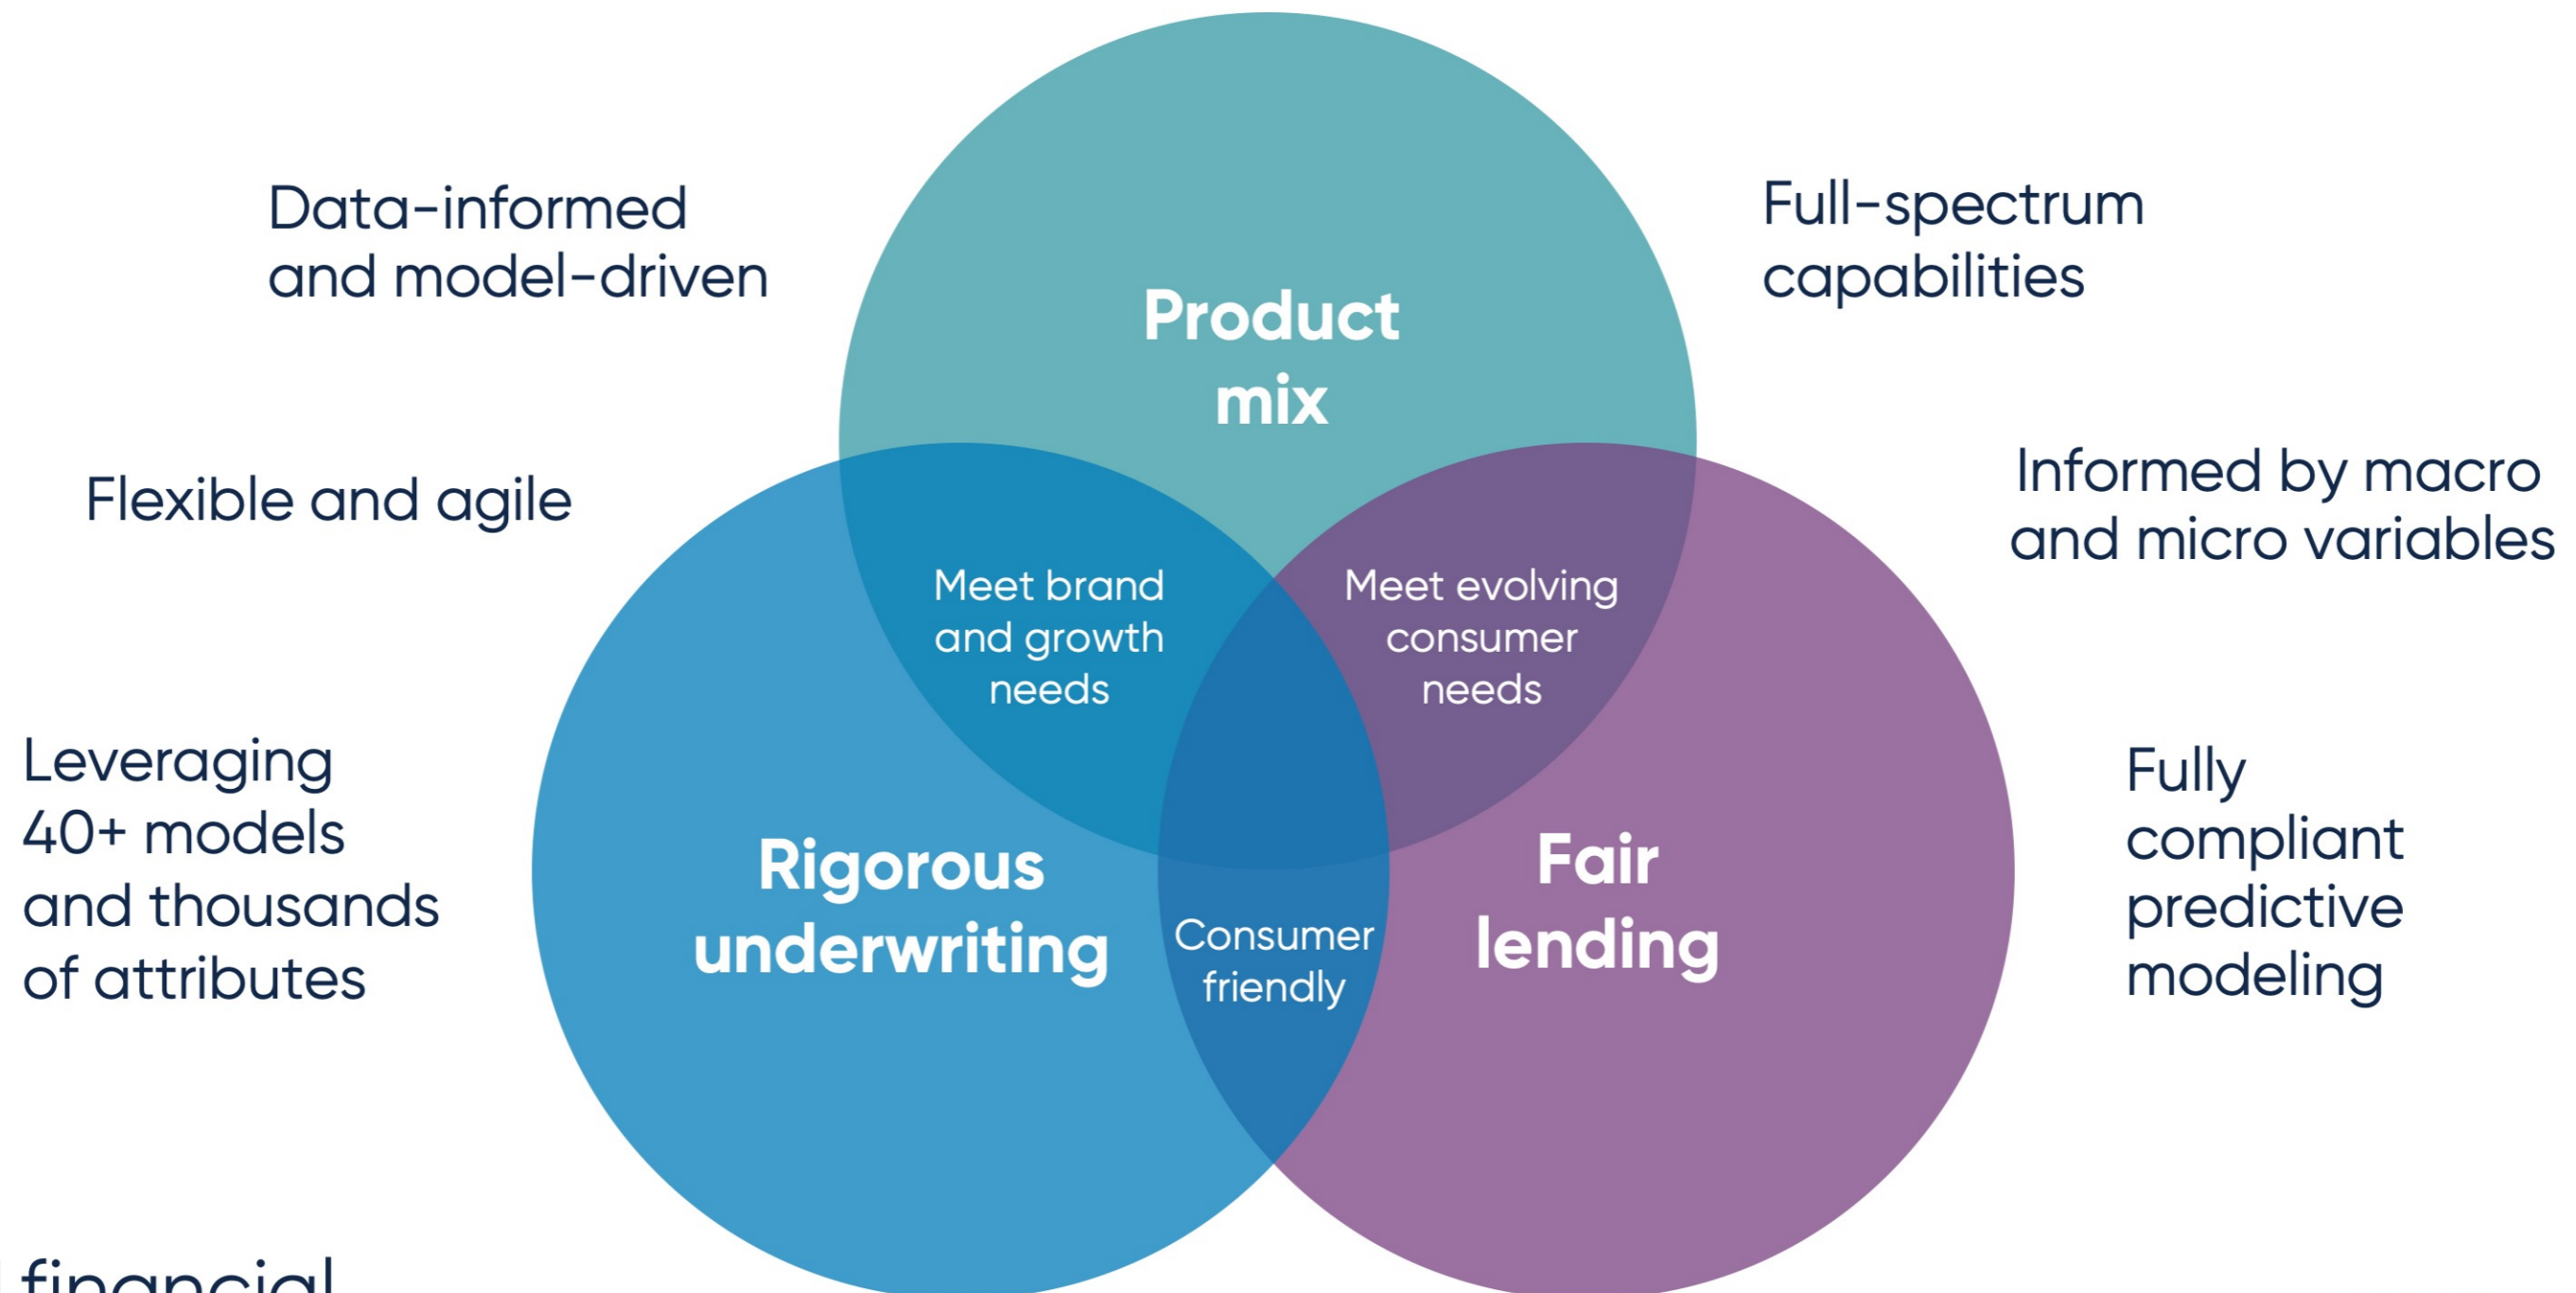 Data-informed
and model-driven
Full-spectrum
capabilities
Product
mix
Flexible and agile
Informed by macro
and micro variables
Meet brand
and growth
needs
Meet evolving
consumer
needs
Leveraging
40+ models
and thousands
of attributes
Fully
compliant
predictive
modeling
Rigorous
underwriting
Fair
lending
Consumer
friendly
financial